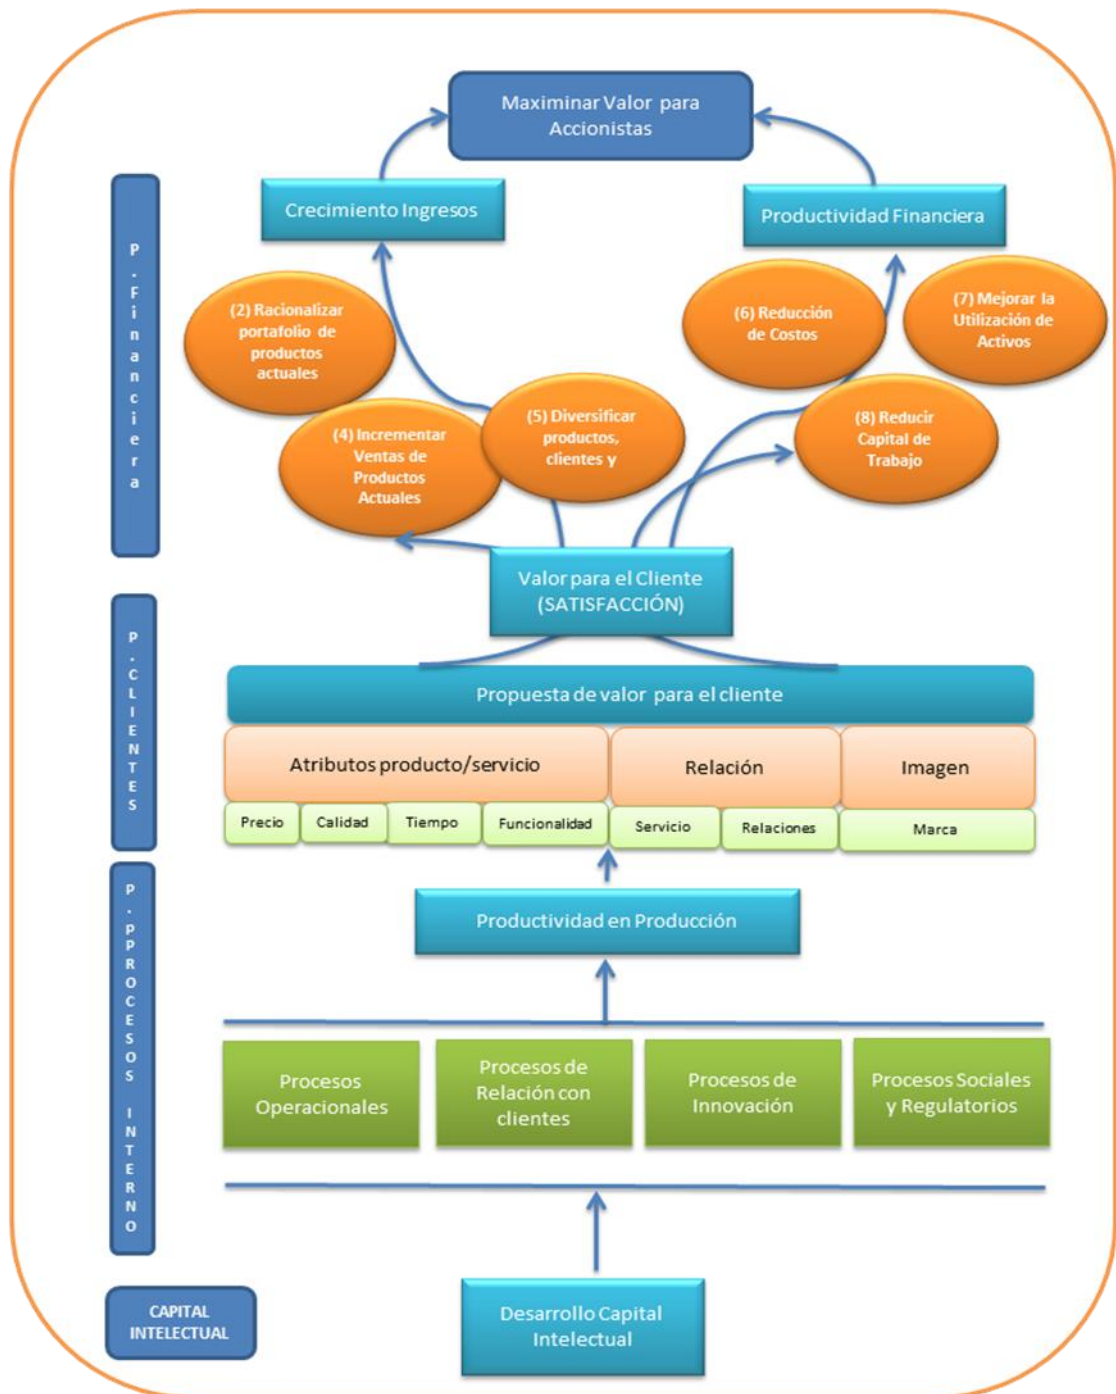 Maximinar Valor para
Accionistas
P.Financiera
Crecimiento Ingresos
Productividad Financiera
(2) Racionalizar
portafolio de
productos
actuales
(6) Reducción
de Costos
(7) Mejorar la
Utilización de
Activos
(4) Incrementar
Ventas de
Productos
Actuales
(5) Diversificar
productos,
clientes y
(8) Reducir
Capital de
Trabajo
Valor para el Cliente
(SATISFACCIÓN)
P.CLIENTES
Propuesta de valor para el cliente
Atributos producto/servicio
Relación
Imagen
Precio
Calidad
Tiempo
Funcionalidad
Servicio
Relaciones
Marca
P.PPROCESOS INTERNO
Productividad en Producción
Procesos
Operacionales
Procesos de
Relación con
clientes
Procesos de
Innovación
Procesos Sociales
y Regulatorios
CAPITAL
INTELECTUAL
Desarrollo Capital
Intelectual